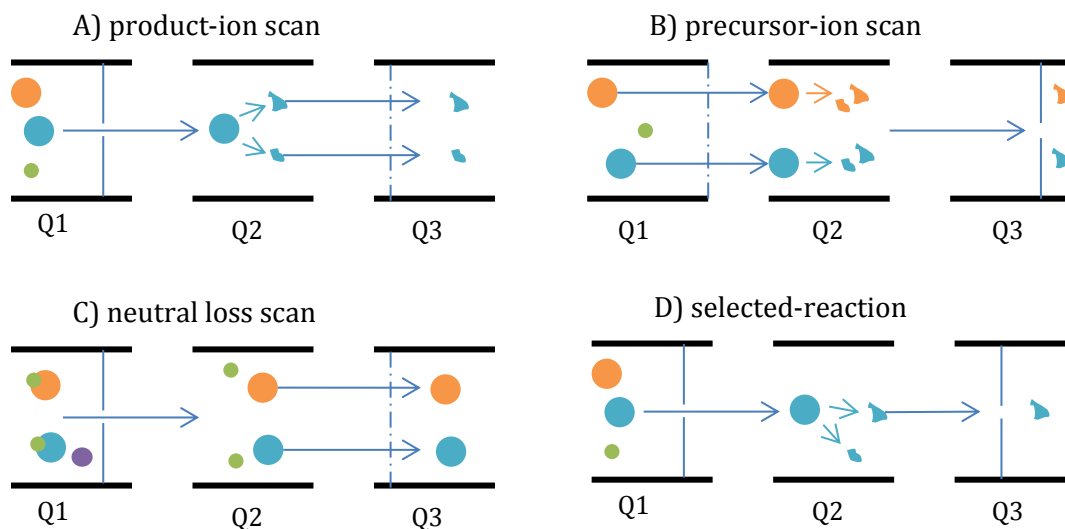 A) product-ion scan
B) precursor-ion scan
Q1
Q2
Q3
Q1
Q2
Q3
C) neutral loss scan
D) selected-reaction
Q1
Q2
Q3
Q1
Q2
Q3